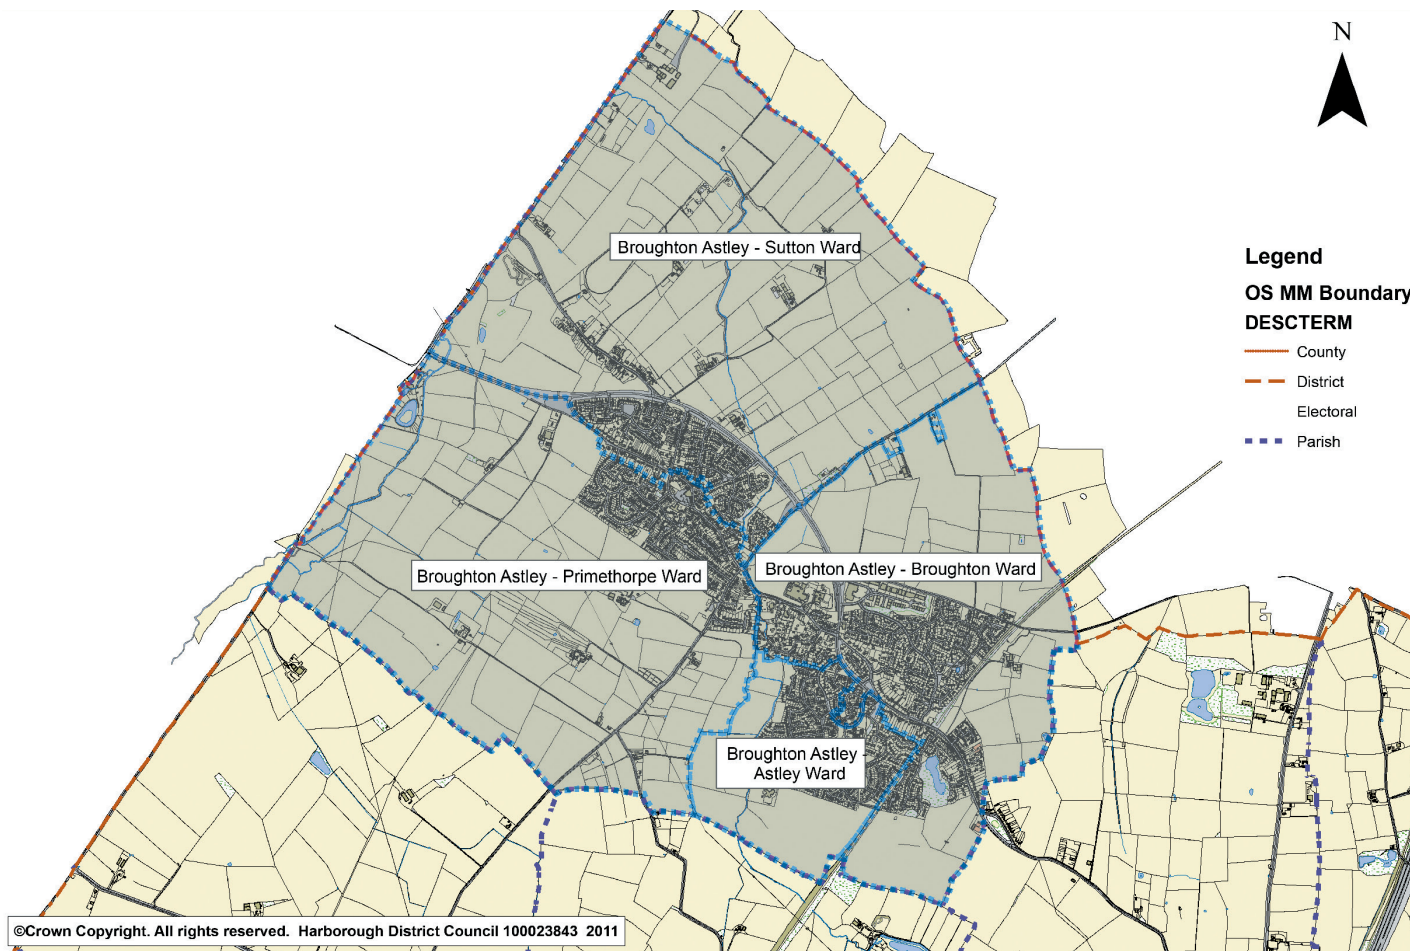 N
Broughton Astley - Sutton Ward
Legend
OS MM Boundary
DESCTERM
County
District
Electoral
Parish
Broughton Astley - Primethorpe Ward
Broughton Astley - Broughton Ward
Broughton Astley -
Astley Ward
©Crown Copyright. All rights reserved. Harborough District Council 100023843 2011